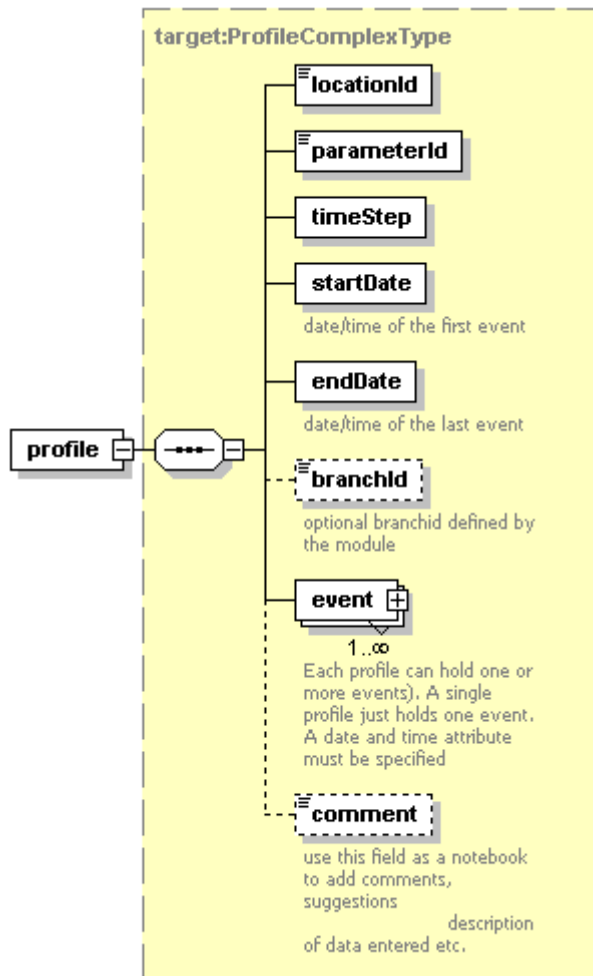 target:ProfileComplexType
locationId
parameterId
timeStep
startDate
date/time of the first event
endDate
date/time of the last event
profile
branchId
optional branchid defined by
the module
event
1..∞
Each profile can hold one or
more events). A single
profile just holds one event.
A date and time attribute
must be specified
comment
use this field as a notebook
to add comments,
suggestions
description
of data entered etc.